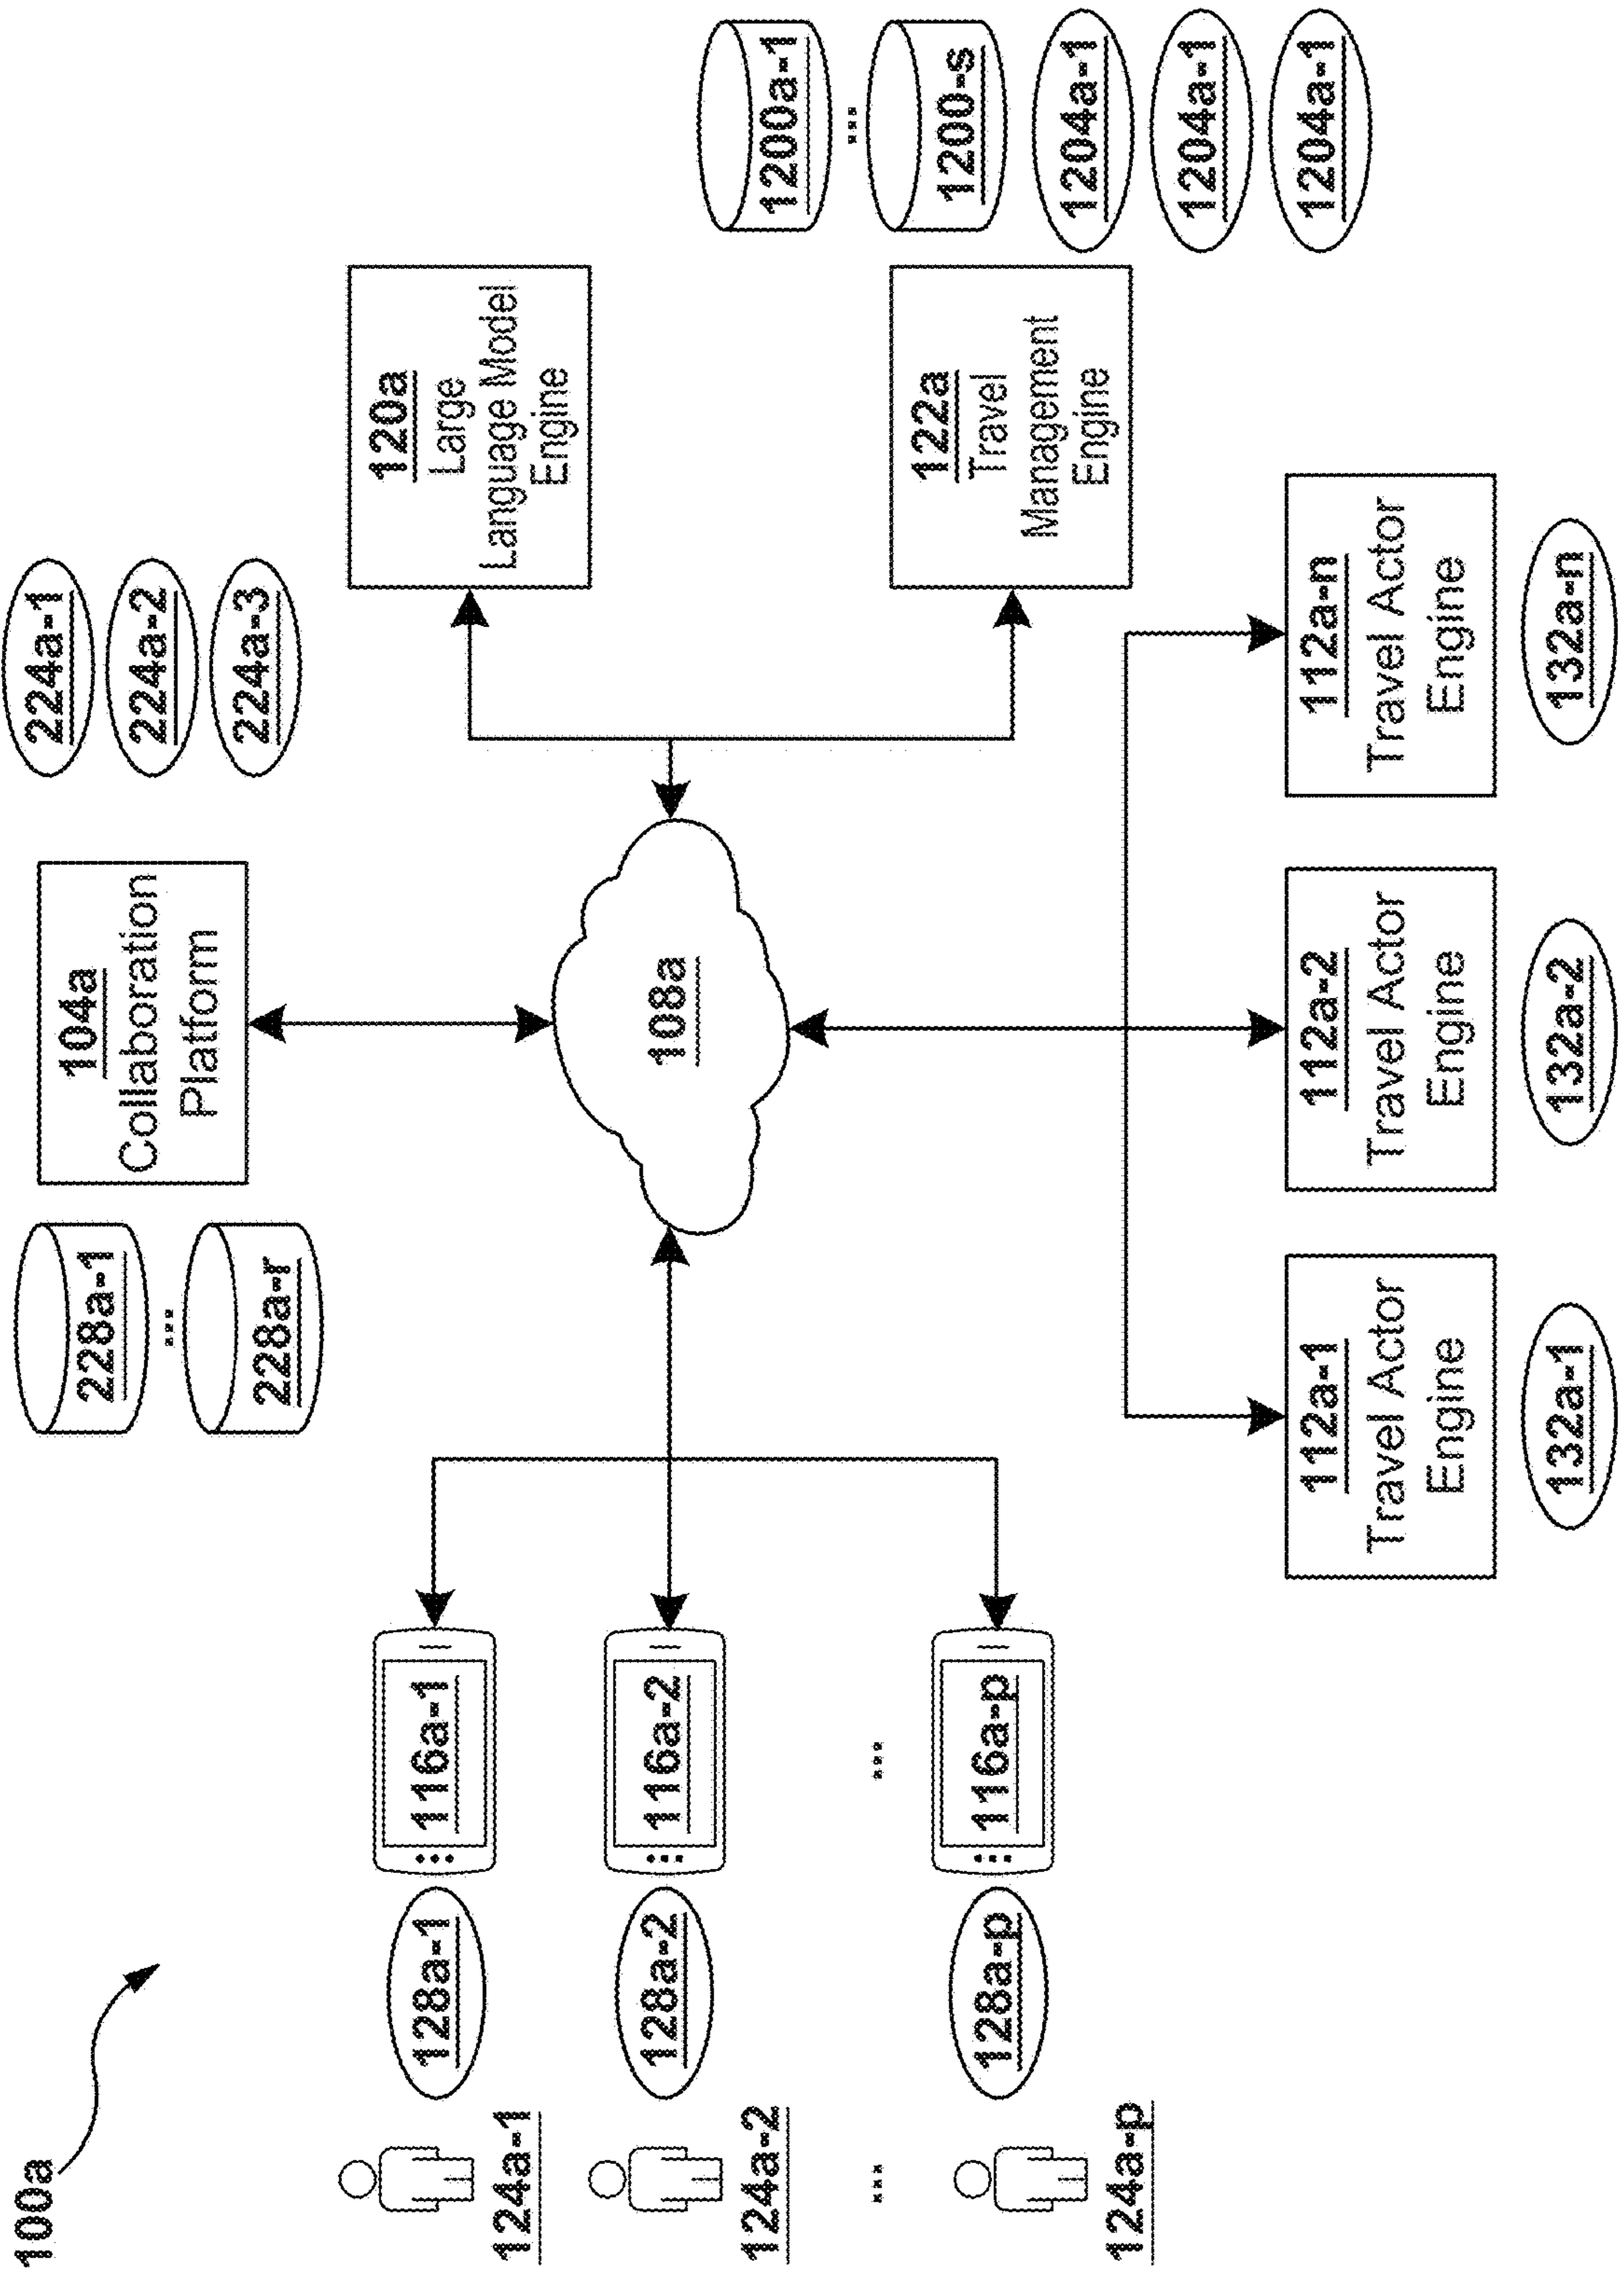 100a
228a-1
...
228a-r
104a
Collaboration
Platform
224a-1
224a-2
224a-3
124a-1
128a-1
116a-1
124a-2
128a-2
116a-2
...
...
124a-p
128a-p
116a-p
108a
120a
Large
Language Model
Engine
122a
Travel
Management
Engine
1200a-1
...
1200-s
1204a-1
1204a-1
1204a-1
112a-1
Travel Actor
Engine
132a-1
112a-2
Travel Actor
Engine
132a-2
112a-n
Travel Actor
Engine
132a-n